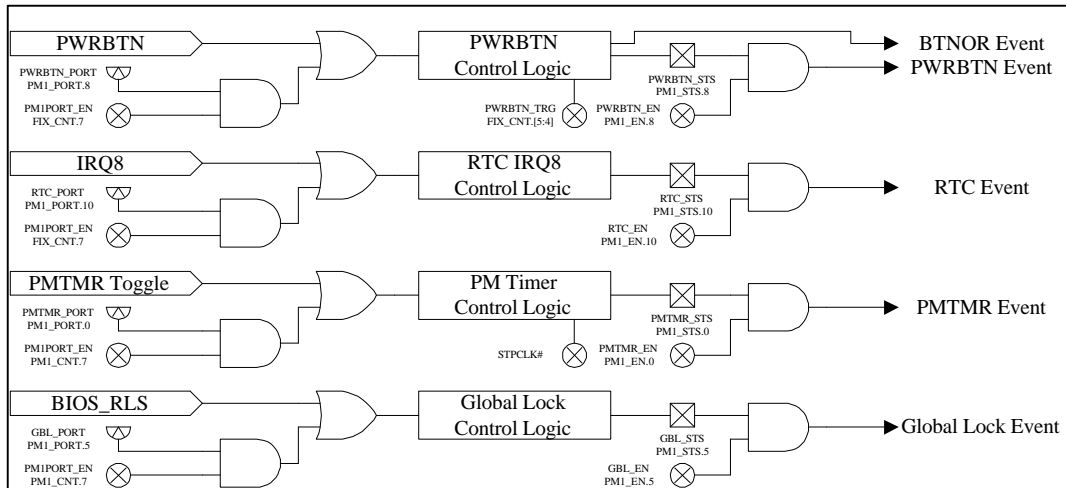 PWRBTN
PWRBTN_PORT
PM1_PORT.8
PM1PORT_EN
FIX_CNT.7
PWRBTN
Control Logic
PWRBTN_TRG
FIX_CNT.[5:4]
PWRBTN_STS
PM1_STS.8
PWRBTN_EN
PM1_EN.8
BTNOR Event
PWRBTN Event
IRQ8
RTC_PORT
PM1_PORT.10
PM1PORT_EN
FIX_CNT.7
RTC IRQ8
Control Logic
RTC_STS
PM1_STS.10
RTC_EN
PM1_EN.10
RTC Event
PMTMR Toggle
PMTMR_PORT
PM1_PORT.0
PM1PORT_EN
PM1_CNT.7
PM Timer
Control Logic
STPCLK#
PMTMR_STS
PM1_STS.0
PMTMR_EN
PM1_EN.0
PMTMR Event
BIOS_RLS
GBL_PORT
PM1_PORT.5
PM1PORT_EN
PM1_CNT.7
Global Lock
Control Logic
GBL_STS
PM1_STS.5
GBL_EN
PM1_EN.5
Global Lock Event